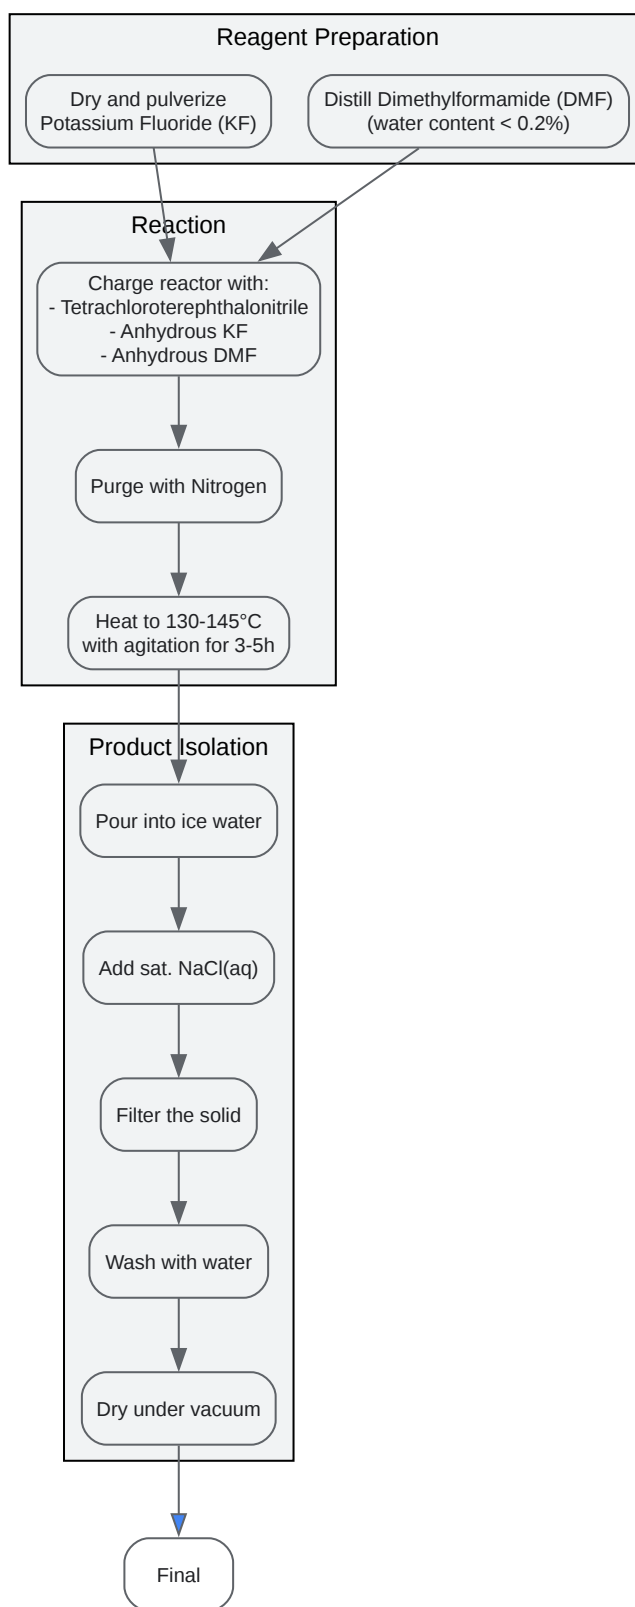 Reagent Preparation
Dry and pulverize
Potassium Fluoride (KF)
Distill Dimethylformamide (DMF)
(water content < 0.2%)
Reaction
Charge reactor with:
- Tetrachloroterephthalonitrile
- Anhydrous KF
- Anhydrous DMF
Purge with Nitrogen
Heat to 130-145°C
with agitation for 3-5h
Product Isolation
Pour into ice water
Add sat. NaCl(aq)
Filter the solid
Wash with water
Dry under vacuum
Final